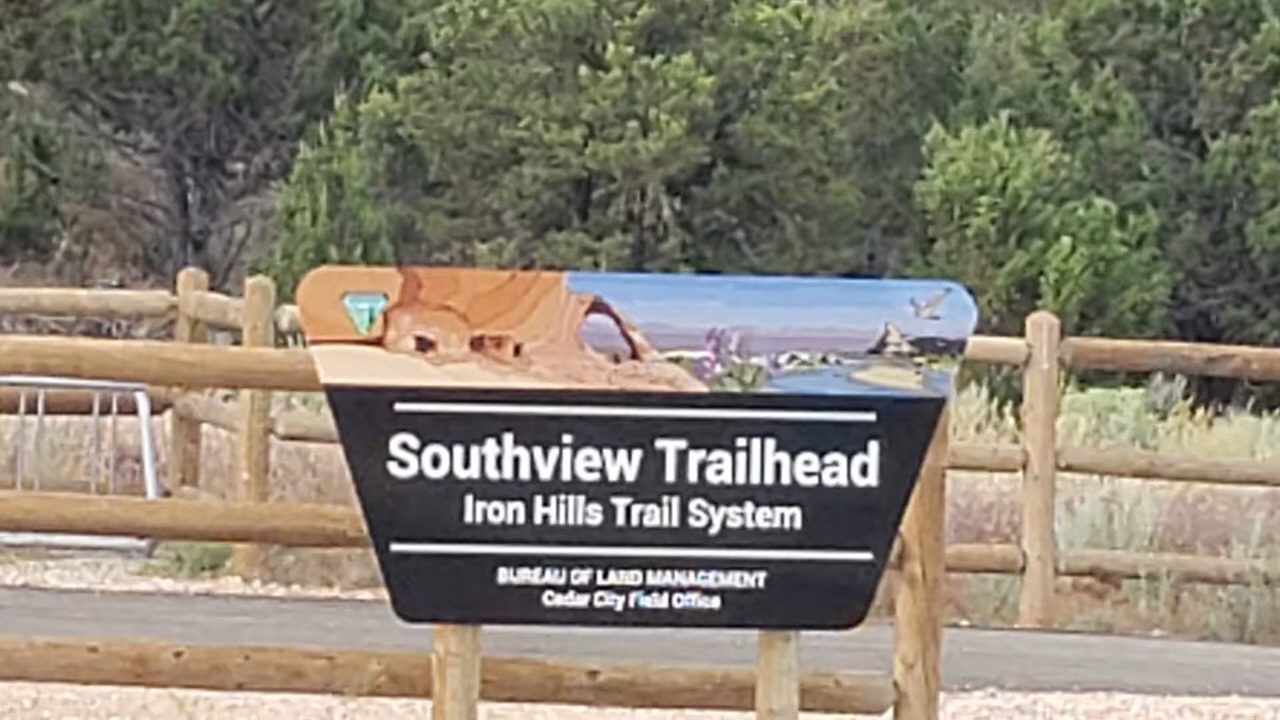 Southview Trailhead
Iron Hills Trail System
BUREAU OF LAND MANAGEMENT
Cedar City Field Office